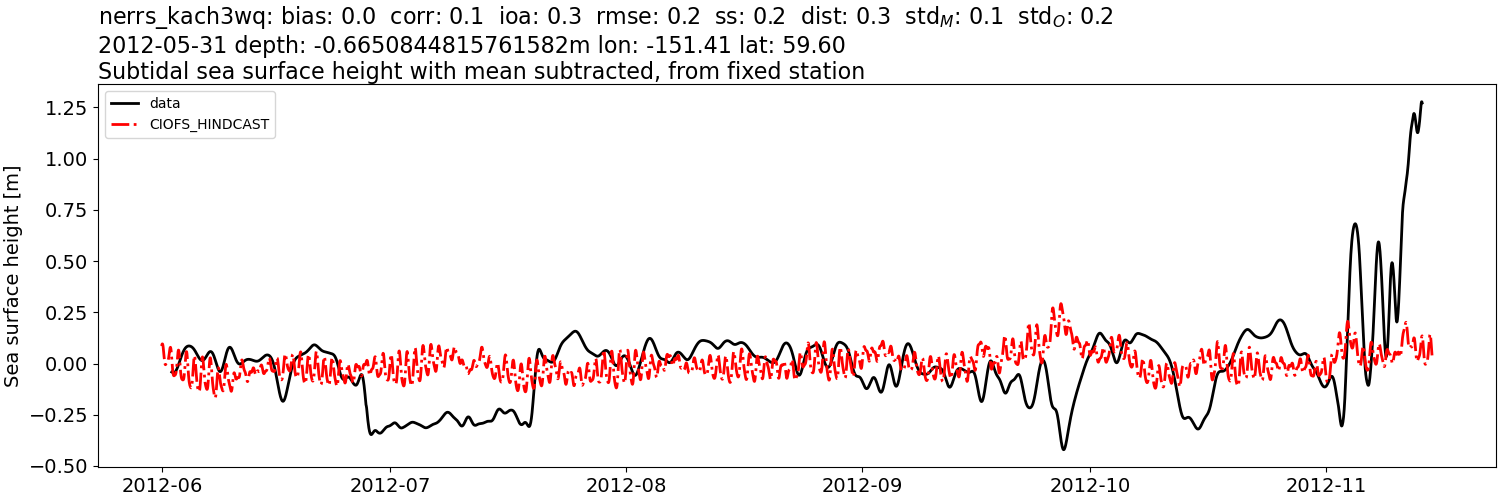 nerrs_kach3wq: bias: 0.0  corr: 0.1  ioa: 0.3  rmse: 0.2  ss: 0.2  dist: 0.3  std_M: 0.1  std_O: 0.2
2012-05-31 depth: -0.6650844815761582m lon: -151.41 lat: 59.60
Subtidal sea surface height with mean subtracted, from fixed station
data
CIOFS_HINDCAST
Sea surface height [m]
1.25
1.00
0.75
0.50
0.25
0.00
−0.25
−0.50
2012-06
2012-07
2012-08
2012-09
2012-10
2012-11